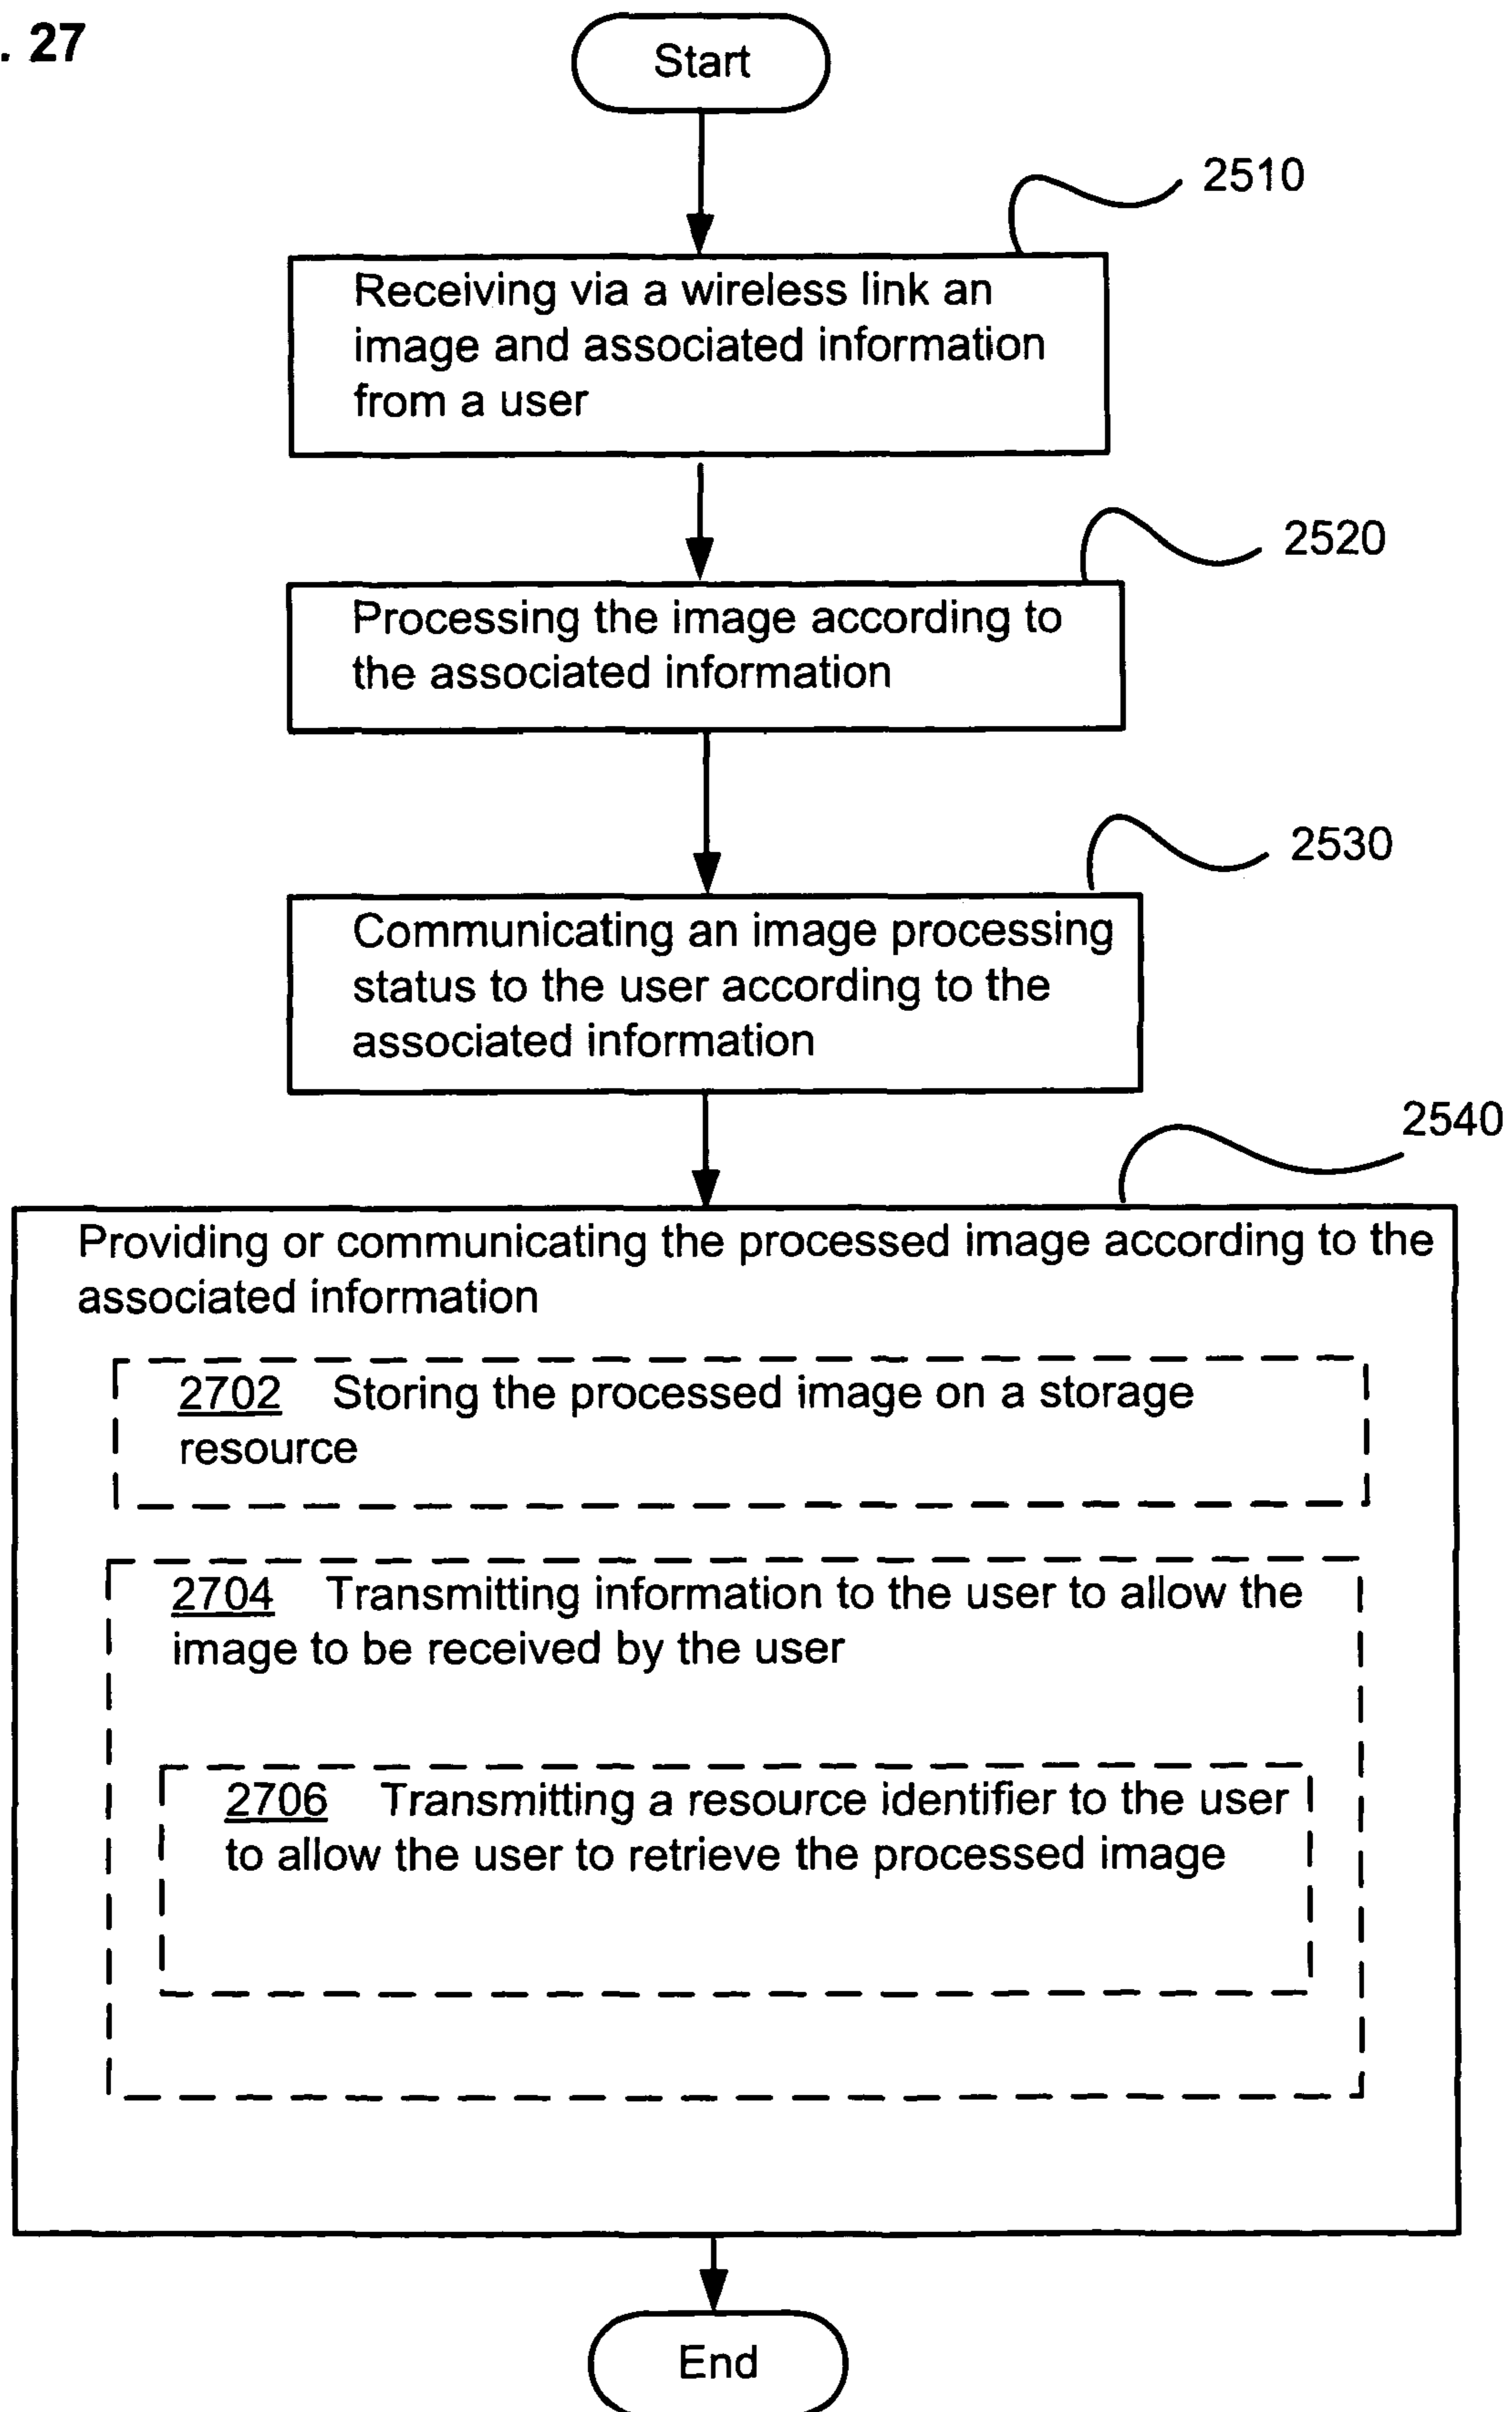 . 27
Start
2510
Receiving via a wireless link an
image and associated information
from a user
2520
Processing the image according to
the associated information
2530
Communicating an image processing
status to the user according to the
associated information
2540
Providing or communicating the processed image according to the
associated information
2702 Storing the processed image on a storage
resource
2704 Transmitting information to the user to allow the
image to be received by the user
2706 Transmitting a resource identifier to the user
to allow the user to retrieve the processed image
End